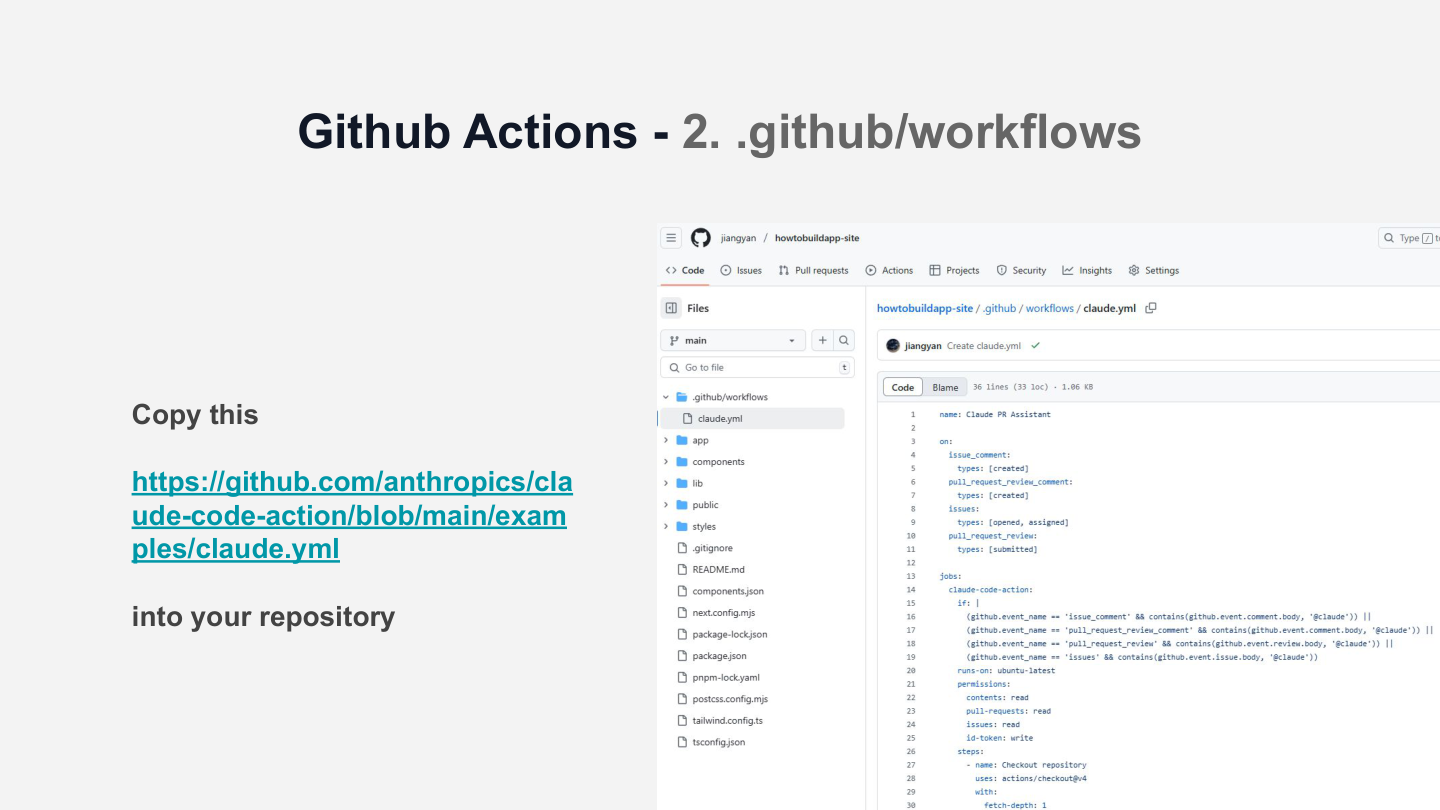 Github Actions - 2. .github/workflows
Copy this
https://github.com/anthropics/cla
ude-code-action/blob/main/exam
ples/claude.yml
into your repository
jiangyan / howtobuildapp-site
Type / t
Code Issues Pull requests Actions Projects Security Insights Settings
Files
main
Go to file t
.github/workflows
claude.yml
app
components
lib
public
styles
.gitignore
README.md
components.json
next.config.mjs
package-lock.json
package.json
pnpm-lock.yaml
postcss.config.mjs
tailwind.config.ts
tsconfig.json
howtobuildapp-site / .github / workflows / claude.yml
jiangyan Create claude.yml
Code Blame 36 lines (33 loc) · 1.06 KB
1 name: Claude PR Assistant
2
3 on:
4 issue_comment:
5 types: [created]
6 pull_request_review_comment:
7 types: [created]
8 issues:
9 types: [opened, assigned]
10 pull_request_review:
11 types: [submitted]
12
13 jobs:
14 claude-code-action:
15 if: |
16 (github.event_name == 'issue_comment' && contains(github.event.comment.body, '@claude')) ||
17 (github.event_name == 'pull_request_review_comment' && contains(github.event.comment.body, '@claude')) ||
18 (github.event_name == 'pull_request_review' && contains(github.event.review.body, '@claude')) ||
19 (github.event_name == 'issues' && contains(github.event.issue.body, '@claude'))
20 runs-on: ubuntu-latest
21 permissions:
22 contents: read
23 pull-requests: read
24 issues: read
25 id-token: write
26 steps:
27 - name: Checkout repository
28 uses: actions/checkout@v4
29 with:
30 fetch-depth: 1